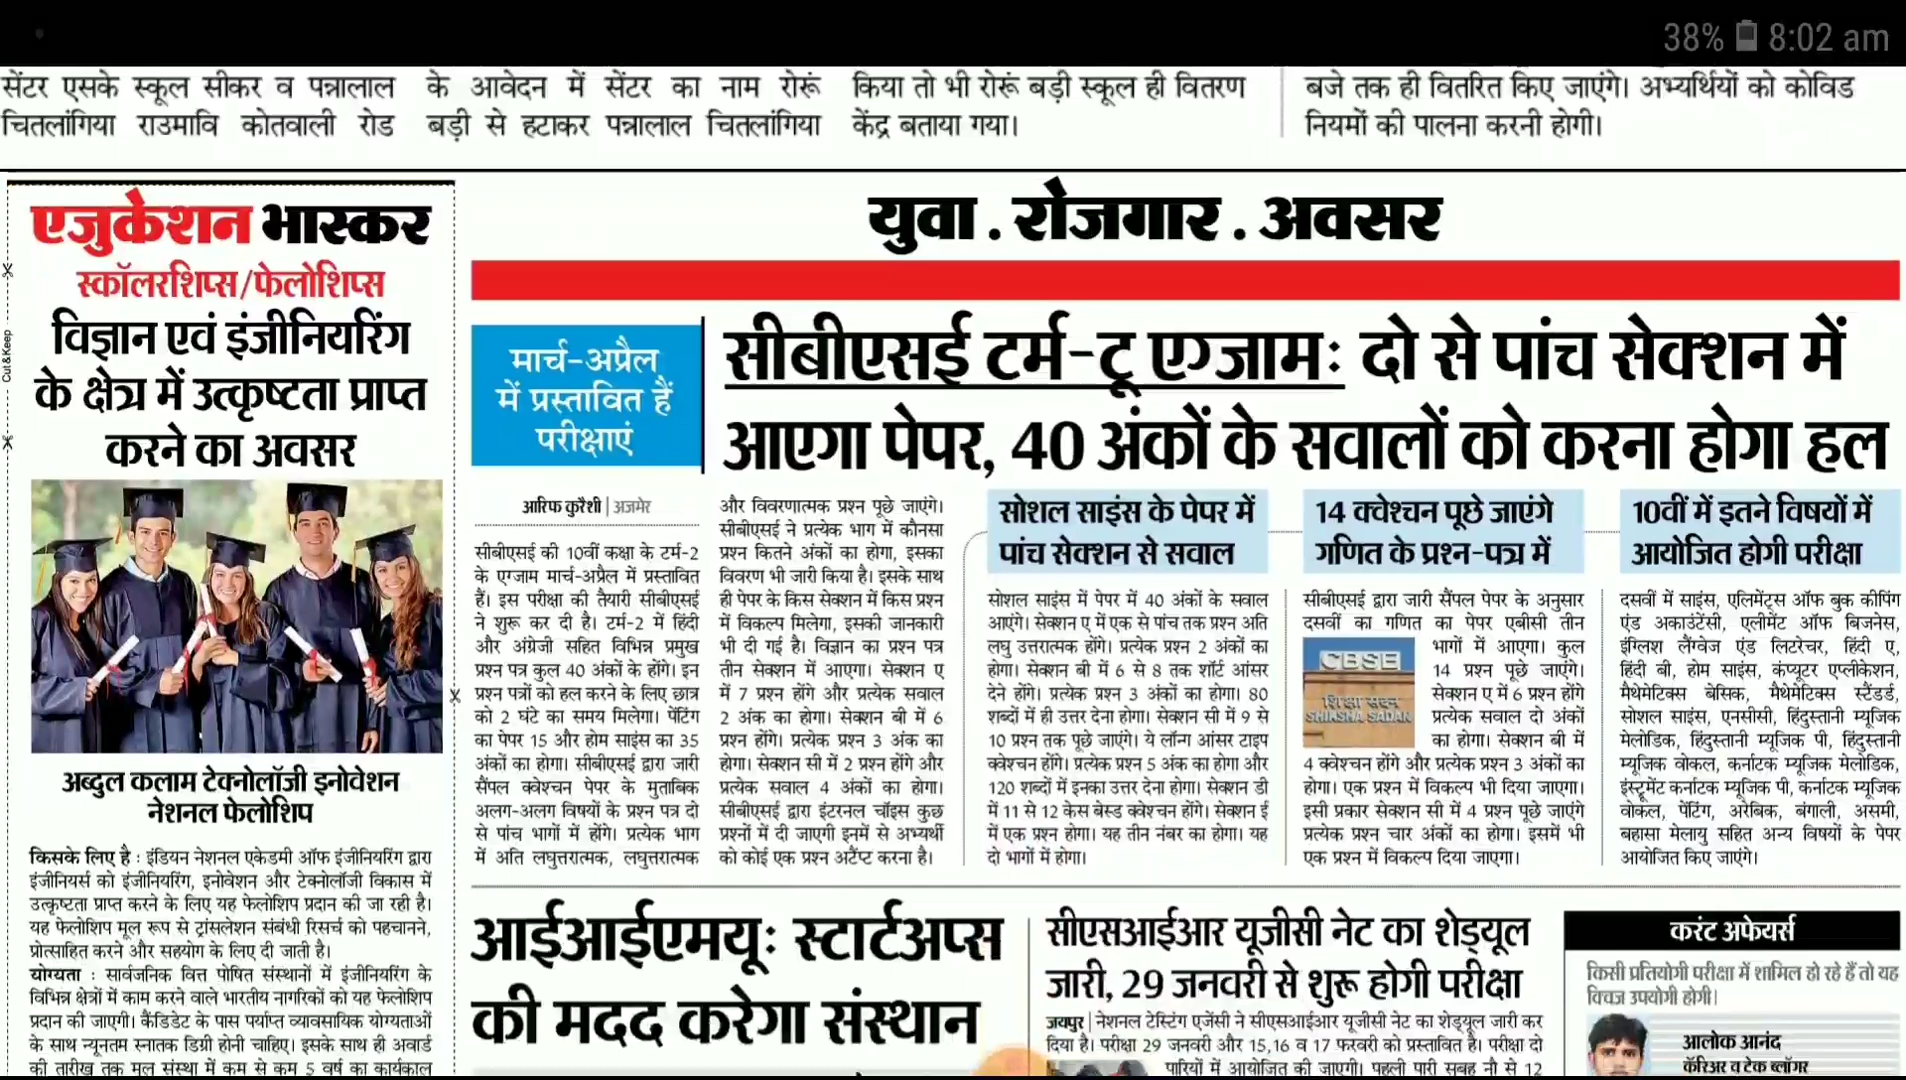 38% 8:02 am
सेंटर एसके स्कूल सीकर व पन्नालाल
चितलांगिया राउमावि कोतवाली रोड
के आवेदन में सेंटर का नाम रोरूं
बड़ी से हटाकर पन्नालाल चितलांगिया
किया तो भी रोरूं बड़ी स्कूल ही वितरण
केंद्र बताया गया।
बजे तक ही वितरित किए जाएंगे। अभ्यर्थियों को कोविड
नियमों की पालना करनी होगी।
Cut&Keep
एजुकेशन भास्कर
स्कॉलरशिप्स/फेलोशिप्स
विज्ञान एवं इंजीनियरिंग
के क्षेत्र में उत्कृष्टता प्राप्त
करने का अवसर
अब्दुल कलाम टेक्नोलॉजी इनोवेशन
नेशनल फेलोशिप
किसके लिए है : इंडियन नेशनल एकेडमी ऑफ इंजीनियरिंग द्वारा
इंजीनियर्स को इंजीनियरिंग, इनोवेशन और टेक्नोलॉजी विकास में
उत्कृष्टता प्राप्त करने के लिए यह फेलोशिप प्रदान की जा रही है।
यह फेलोशिप मूल रूप से ट्रांसलेशन संबंधी रिसर्च को पहचानने,
प्रोत्साहित करने और सहयोग के लिए दी जाती है।
योग्यता : सार्वजनिक वित्त पोषित संस्थानों में इंजीनियरिंग के
विभिन्न क्षेत्रों में काम करने वाले भारतीय नागरिकों को यह फेलोशिप
प्रदान की जाएगी। कैंडिडेट के पास पर्याप्त व्यावसायिक योग्यताओं
के साथ न्यूनतम स्नातक डिग्री होनी चाहिए। इसके साथ ही अवार्ड
की तारीख तक मूल संस्था में कम से कम 5 वर्ष का कार्यकाल
युवा . रोजगार . अवसर
मार्च-अप्रैल
में प्रस्तावित हैं
परीक्षाएं
सीबीएसई टर्म-टू एग्जामः दो से पांच सेक्शन में
आएगा पेपर, 40 अंकों के सवालों को करना होगा हल
आरिफ कुरैशी | अजमेर
सीबीएसई की 10वीं कक्षा के टर्म-2
के एग्जाम मार्च-अप्रैल में प्रस्तावित
हैं। इस परीक्षा की तैयारी सीबीएसई
ने शुरू कर दी है। टर्म-2 में हिंदी
और अंग्रेजी सहित विभिन्न प्रमुख
प्रश्न पत्र कुल 40 अंकों के होंगे। इन
प्रश्न पत्रों को हल करने के लिए छात्र
को 2 घंटे का समय मिलेगा। पेंटिंग
का पेपर 15 और होम साइंस का 35
अंकों का होगा। सीबीएसई द्वारा जारी
सैंपल क्वेश्चन पेपर के मुताबिक
अलग-अलग विषयों के प्रश्न पत्र दो
से पांच भागों में होंगे। प्रत्येक भाग
में अति लघुत्तरात्मक, लघुत्तरात्मक
और विवरणात्मक प्रश्न पूछे जाएंगे।
सीबीएसई ने प्रत्येक भाग में कौनसा
प्रश्न कितने अंकों का होगा, इसका
विवरण भी जारी किया है। इसके साथ
ही पेपर के किस सेक्शन में किस प्रश्न
में विकल्प मिलेगा, इसकी जानकारी
भी दी गई है। विज्ञान का प्रश्न पत्र
तीन सेक्शन में आएगा। सेक्शन ए
में 7 प्रश्न होंगे और प्रत्येक सवाल
2 अंक का होगा। सेक्शन बी में 6
प्रश्न होंगे। प्रत्येक प्रश्न 3 अंक का
होगा। सेक्शन सी में 2 प्रश्न होंगे और
प्रत्येक सवाल 4 अंकों का होगा।
सीबीएसई द्वारा इंटरनल चॉइस कुछ
प्रश्नों में दी जाएगी इनमें से अभ्यर्थी
को कोई एक प्रश्न अटैंप्ट करना है।
सोशल साइंस के पेपर में
पांच सेक्शन से सवाल
सोशल साइंस में पेपर में 40 अंकों के सवाल
आएंगे। सेक्शन ए में एक से पांच तक प्रश्न अति
लघु उत्तरात्मक होंगे। प्रत्येक प्रश्न 2 अंकों का
होगा। सेक्शन बी में 6 से 8 तक शॉर्ट आंसर
देने होंगे। प्रत्येक प्रश्न 3 अंकों का होगा। 80
शब्दों में ही उत्तर देना होगा। सेक्शन सी में 9 से
10 प्रश्न तक पूछे जाएंगे। ये लॉन्ग आंसर टाइप
क्वेश्चन होंगे। प्रत्येक प्रश्न 5 अंक का होगा और
120 शब्दों में इनका उत्तर देना होगा। सेक्शन डी
में 11 से 12 केस बेस्ड क्वेश्चन होंगे। सेक्शन ई
में एक प्रश्न होगा। यह तीन नंबर का होगा। यह
दो भागों में होगा।
14 क्वेश्चन पूछे जाएंगे
गणित के प्रश्न-पत्र में
सीबीएसई द्वारा जारी सैंपल पेपर के अनुसार
दसवीं का गणित का पेपर एबीसी तीन
भागों में आएगा। कुल
14 प्रश्न पूछे जाएंगे।
सेक्शन ए में 6 प्रश्न होंगे
प्रत्येक सवाल दो अंकों
का होगा। सेक्शन बी में
CBSE
शिक्षा सदन
SHIKSHA SADAN
4 क्वेश्चन होंगे और प्रत्येक प्रश्न 3 अंकों का
होगा। एक प्रश्न में विकल्प भी दिया जाएगा।
इसी प्रकार सेक्शन सी में 4 प्रश्न पूछे जाएंगे
प्रत्येक प्रश्न चार अंकों का होगा। इसमें भी
एक प्रश्न में विकल्प दिया जाएगा।
10वीं में इतने विषयों में
आयोजित होगी परीक्षा
दसवीं में साइंस, एलिमेंट्स ऑफ बुक कीपिंग
एंड अकाउंटेंसी, एलीमेंट ऑफ बिजनेस,
इंग्लिश लैंग्वेज एंड लिटरेचर, हिंदी ए,
हिंदी बी, होम साइंस, कंप्यूटर एप्लीकेशन,
मैथेमेटिक्स बेसिक, मैथेमेटिक्स स्टैंडर्ड,
सोशल साइंस, एनसीसी, हिंदुस्तानी म्यूजिक
मेलोडिक, हिंदुस्तानी म्यूजिक पी, हिंदुस्तानी
म्यूजिक वोकल, कर्नाटक म्यूजिक मेलोडिक,
इंस्ट्रूमेंट कर्नाटक म्यूजिक पी, कर्नाटक म्यूजिक
वोकल, पेंटिंग, अरेबिक, बंगाली, असमी,
बहासा मेलायु सहित अन्य विषयों के पेपर
आयोजित किए जाएंगे।
आईआईएमयूः स्टार्टअप्स
की मदद करेगा संस्थान
सीएसआईआर यूजीसी नेट का शेड्यूल
जारी, 29 जनवरी से शुरू होगी परीक्षा
जयपुर | नेशनल टेस्टिंग एजेंसी ने सीएसआईआर यूजीसी नेट का शेड्यूल जारी कर
दिया है। परीक्षा 29 जनवरी और 15,16 व 17 फरवरी को प्रस्तावित है। परीक्षा दो
पारियों में आयोजित की जाएगी। पहली पारी सुबह नौ से 12
करंट अफेयर्स
किसी प्रतियोगी परीक्षा में शामिल हो रहे हैं तो यह
क्विज उपयोगी होगी।
आलोक आनंद
कॅरिअर व टेक ब्लॉगर